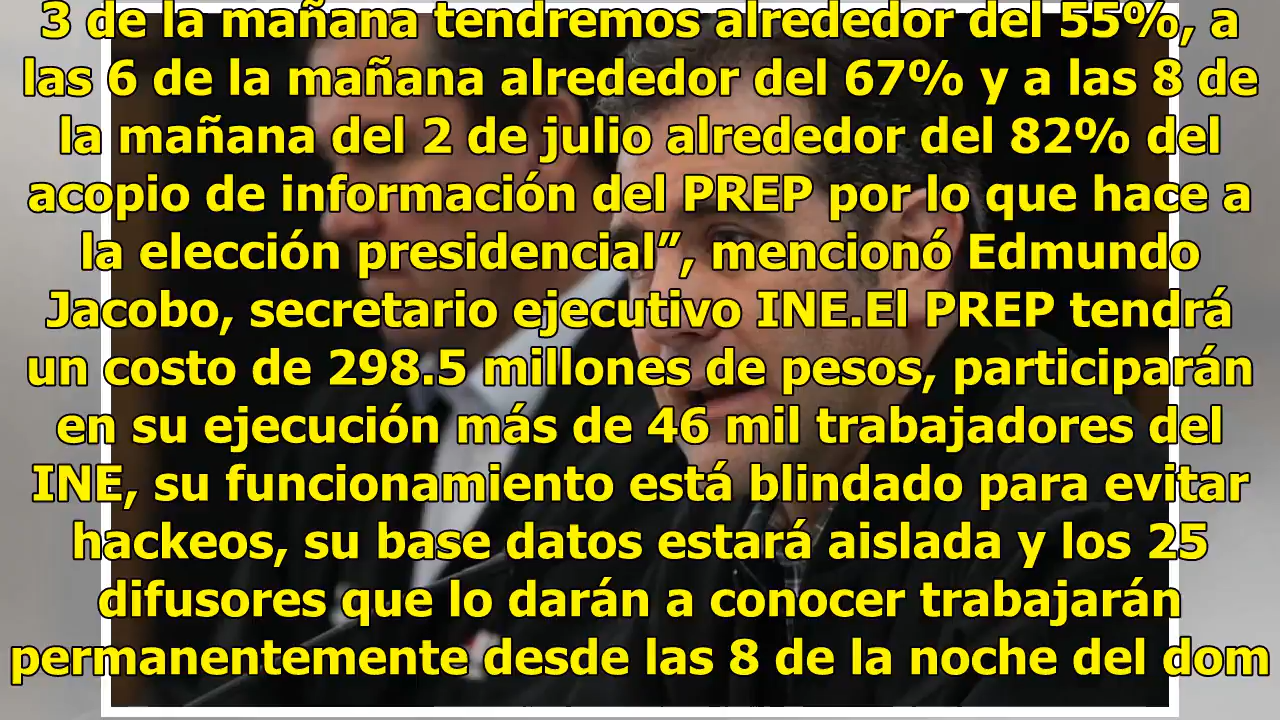 3 de la mañana tendremos alrededor del 55%, a
las 6 de la mañana alrededor del 67% y a las 8 de
la mañana del 2 de julio alrededor del 82% del
acopio de información del PREP por lo que hace a
la elección presidencial”, mencionó Edmundo
Jacobo, secretario ejecutivo INE.El PREP tendrá
un costo de 298.5 millones de pesos, participarán
en su ejecución más de 46 mil trabajadores del
INE, su funcionamiento está blindado para evitar
hackeos, su base datos estará aislada y los 25
difusores que lo darán a conocer trabajarán
permanentemente desde las 8 de la noche del dom